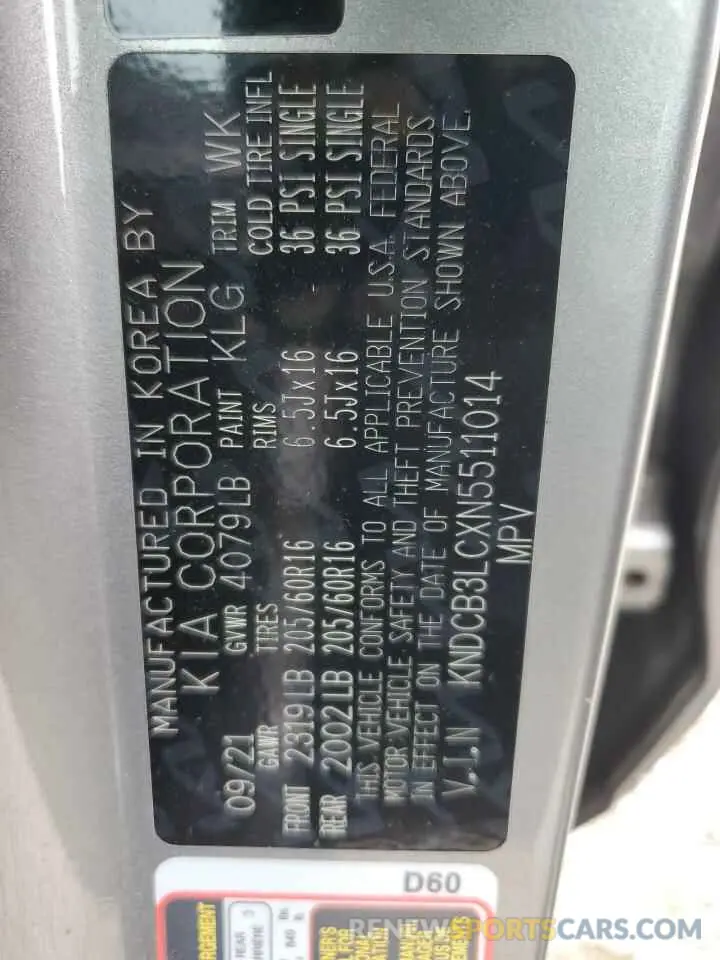 MANUFACTURED IN KOREA BY
KIA CORPORATION
09/21 GVWR 4079LB PAINT KLG TRIM WK
GAWR TIRES RIMS COLD TIRE INFL
FRONT 2319LB 205/60R16 6.5Jx16 36 PSI SINGLE
REAR 2002LB 205/60R16 6.5Jx16 36 PSI SINGLE
THIS VEHICLE CONFORMS TO ALL APPLICABLE U.S.A. FEDERAL
MOTOR VEHICLE SAFETY AND THEFT PREVENTION STANDARDS
IN EFFECT ON THE DATE OF MANUFACTURE SHOWN ABOVE.
V.I.N KNDCB3LCXN5511014
MPV
D60
REAR
RENEWSPORTSCARS.COM